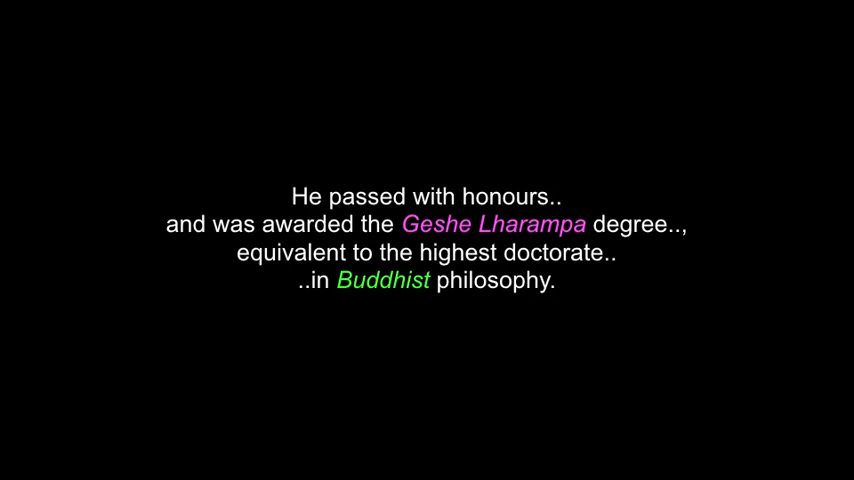 He passed with honours..
and was awarded the Geshe Lharampa degree..,
equivalent to the highest doctorate..
..in Buddhist philosophy.